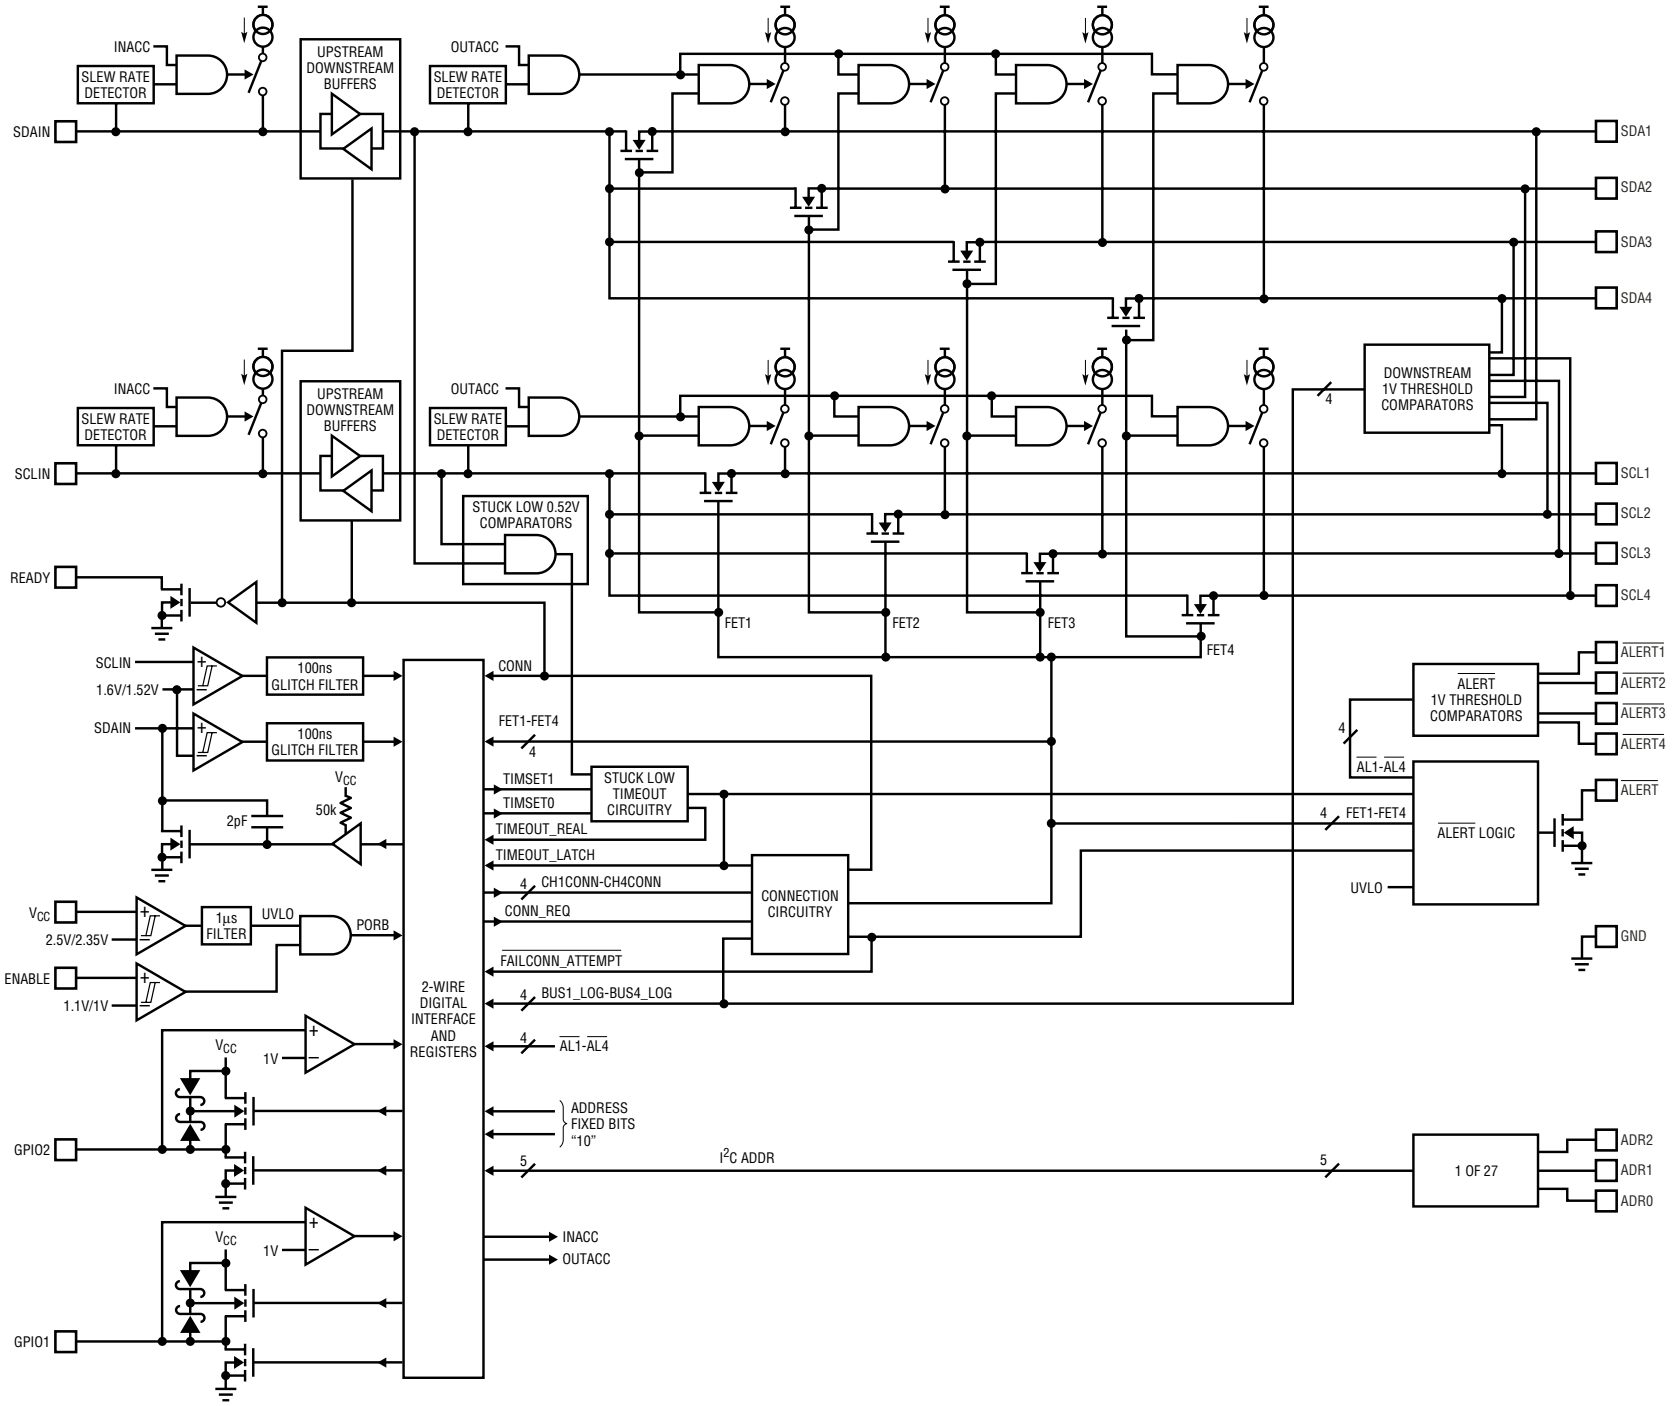 INACC
SLEW RATE
DETECTOR
UPSTREAM
DOWNSTREAM
BUFFERS
OUTACC
SLEW RATE
DETECTOR
SDAIN
SDA1
SDA2
SDA3
SDA4
INACC
SLEW RATE
DETECTOR
UPSTREAM
DOWNSTREAM
BUFFERS
OUTACC
SLEW RATE
DETECTOR
4
DOWNSTREAM
1V THRESHOLD
COMPARATORS
SCLIN
SCL1
STUCK LOW 0.52V
COMPARATORS
SCL2
SCL3
SCL4
READY
FET1
FET2
FET3
FET4
SCLIN
+
−
1.6V/1.52V
100ns
GLITCH FILTER
SDAIN
+
−
100ns
GLITCH FILTER
VCC
50k
2pF
CONN
FET1-FET4
4
TIMSET1
TIMSET0
STUCK LOW
TIMEOUT
CIRCUITRY
TIMEOUT_REAL
TIMEOUT_LATCH
4
CH1CONN-CH4CONN
CONN_REQ
CONNECTION
CIRCUITRY
FAILCONN_ATTEMPT
4
BUS1_LOG-BUS4_LOG
4
AL1-AL4
ALERT
1V THRESHOLD
COMPARATORS
ALERT1
ALERT2
ALERT3
ALERT4
4
AL1-AL4
4
FET1-FET4
ALERT LOGIC
UVLO
ALERT
GND
VCC
+
−
2.5V/2.35V
1µs
FILTER
UVLO
PORB
ENABLE
+
−
1.1V/1V
2-WIRE
DIGITAL
INTERFACE
AND
REGISTERS
+
−
1V
VCC
GPIO2
ADDRESS
FIXED BITS
“10”
5
I2C ADDR
5
1 OF 27
ADR2
ADR1
ADR0
+
−
1V
VCC
GPIO1
INACC
OUTACC